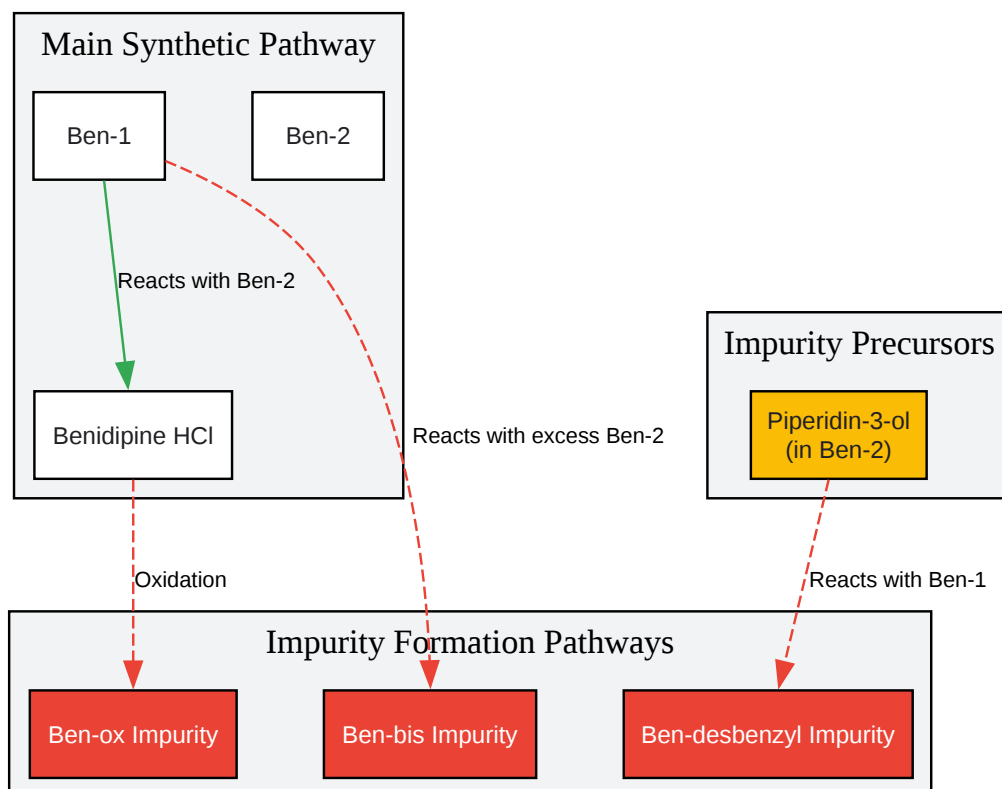 Main Synthetic Pathway
Ben-1
Ben-2
Reacts with Ben-2
Impurity Precursors
Benidipine HCl
Reacts with excess Ben-2
Piperidin-3-ol
(in Ben-2)
Oxidation
Reacts with Ben-1
Impurity Formation Pathways
Ben-ox Impurity
Ben-bis Impurity
Ben-desbenzyl Impurity